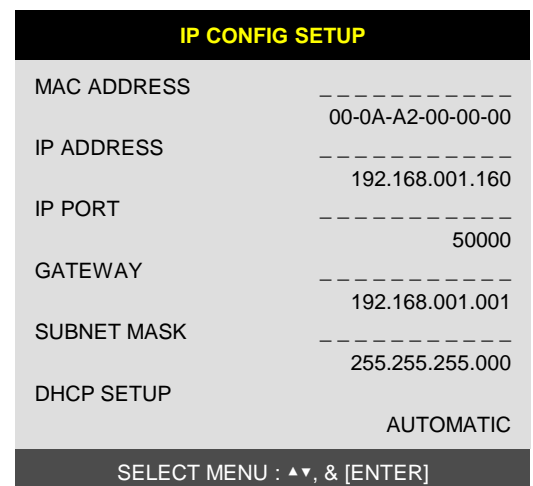 IP CONFIG SETUP
MAC ADDRESS _ _ _ _ _ _ _ _ _ _ _
00-0A-A2-00-00-00
IP ADDRESS _ _ _ _ _ _ _ _ _ _ _
192.168.001.160
IP PORT _ _ _ _ _ _ _ _ _ _ _
50000
GATEWAY _ _ _ _ _ _ _ _ _ _ _
192.168.001.001
SUBNET MASK _ _ _ _ _ _ _ _ _ _ _
255.255.255.000
DHCP SETUP
AUTOMATIC
SELECT MENU : ▲▼, & [ENTER]